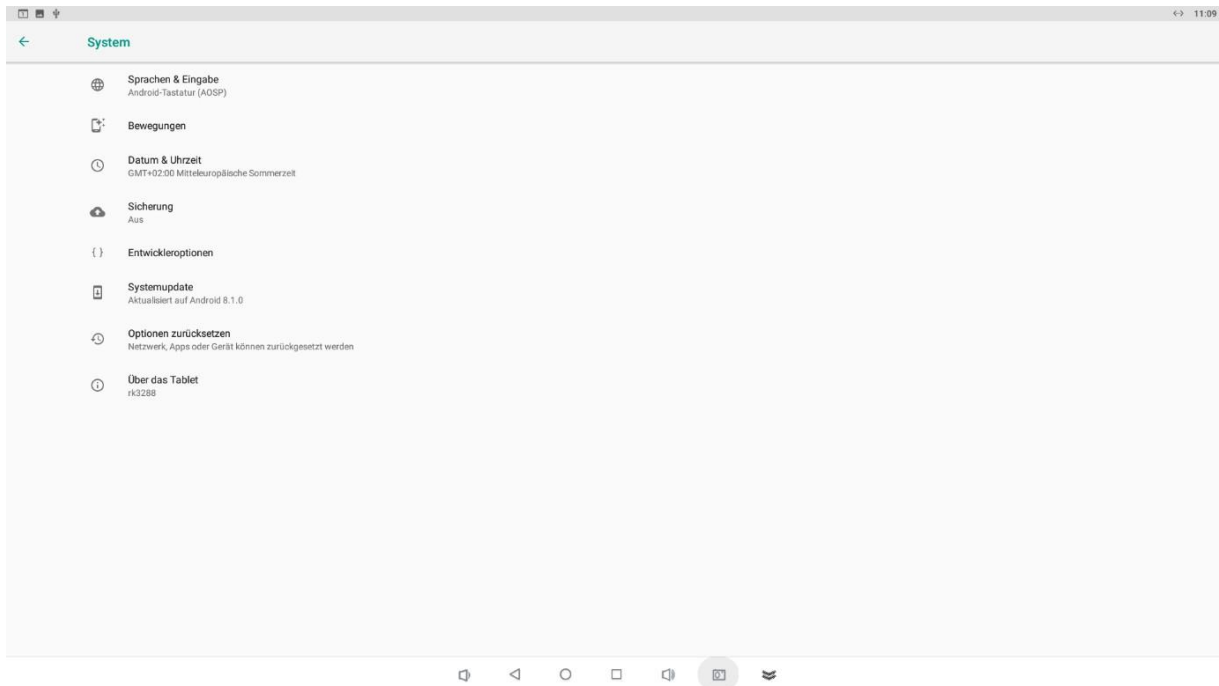 11:09
System
Sprachen & Eingabe
Android-Tastatur (AOSP)
Bewegungen
Datum & Uhrzeit
GMT+02:00 Mitteleuropäische Sommerzeit
Sicherung
Aus
Entwickleroptionen
Systemupdate
Aktualisiert auf Android 8.1.0
Optionen zurücksetzen
Netzwerk, Apps oder Gerät können zurückgesetzt werden
Über das Tablet
rk3288